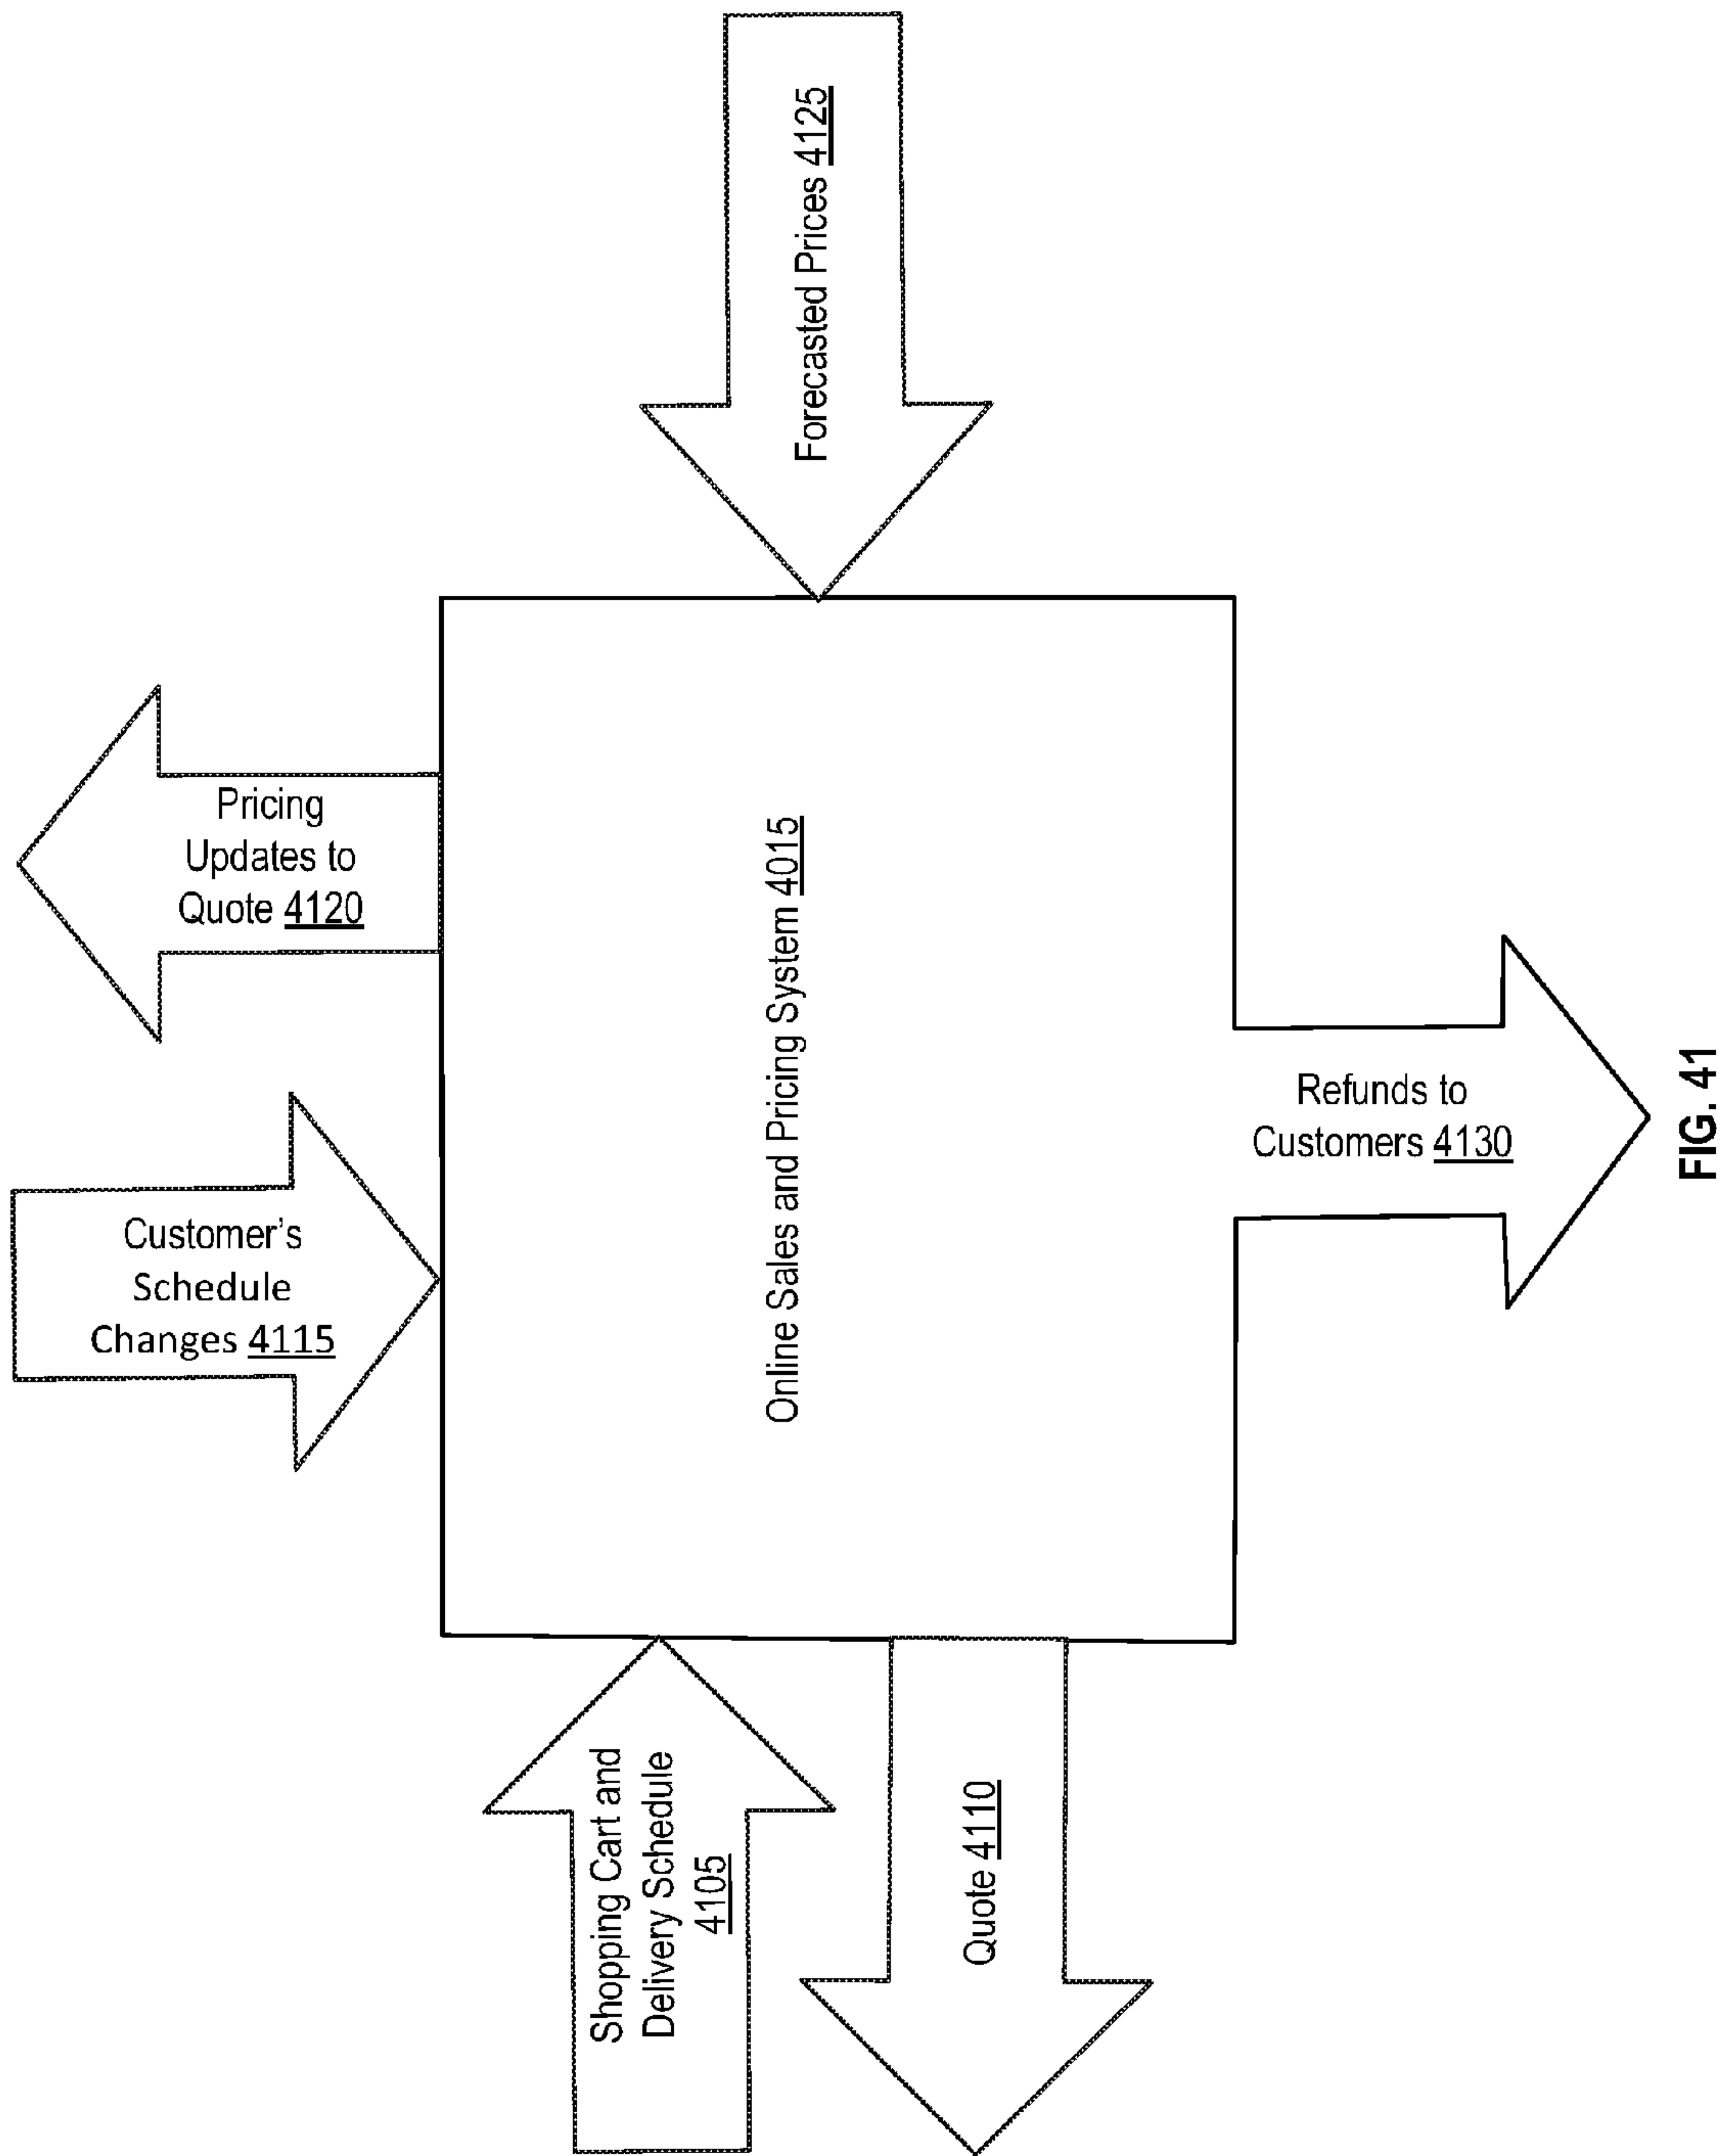 Pricing
Updates to
Quote 4120
Customer’s
Schedule
Changes 4115
Forecasted Prices 4125
Online Sales and Pricing System 4015
Shopping Cart and
Delivery Schedule
4105
Quote 4110
Refunds to
Customers 4130
FIG. 41